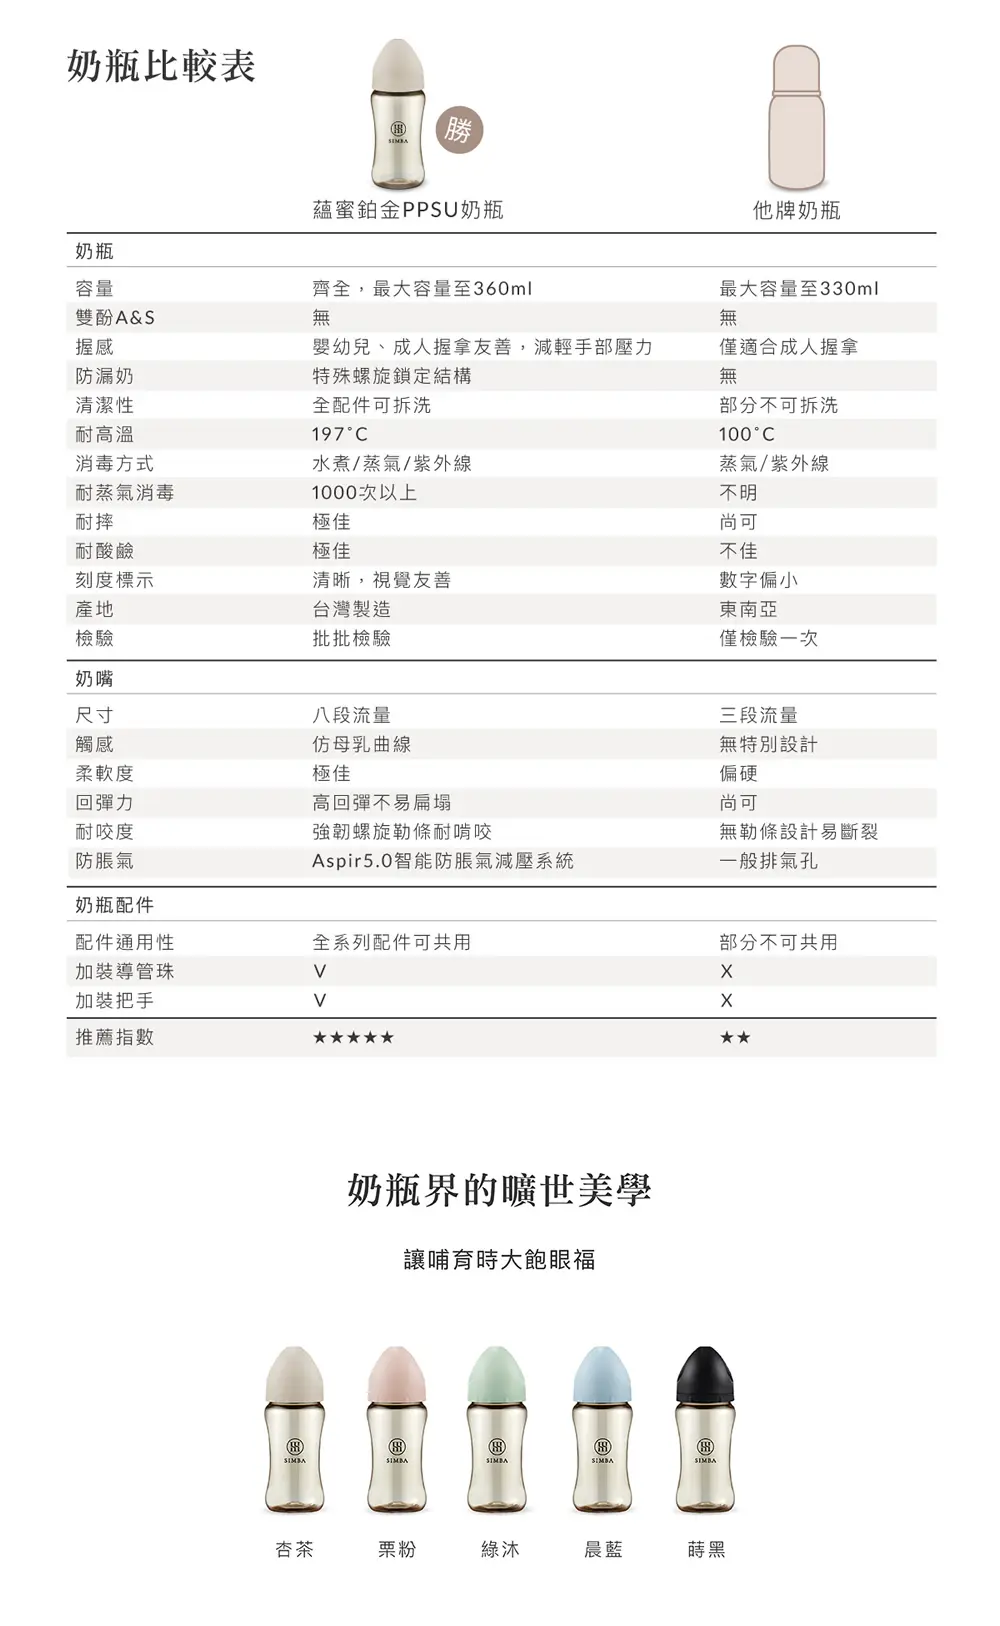 奶瓶比較表
SIMBA
勝
蘊蜜鉑金PPSU奶瓶 他牌奶瓶
奶瓶
容量 齊全，最大容量至360ml 最大容量至330ml
雙酚A&S 無 無
握感 嬰幼兒、成人握拿友善，減輕手部壓力 僅適合成人握拿
防漏奶 特殊螺旋鎖定結構 無
清潔性 全配件可拆洗 部分不可拆洗
耐高溫 197°C 100°C
消毒方式 水煮/蒸氣/紫外線 蒸氣/紫外線
耐蒸氣消毒 1000次以上 不明
耐摔 極佳 尚可
耐酸鹼 極佳 不佳
刻度標示 清晰，視覺友善 數字偏小
產地 台灣製造 東南亞
檢驗 批批檢驗 僅檢驗一次
奶嘴
尺寸 八段流量 三段流量
觸感 仿母乳曲線 無特別設計
柔軟度 極佳 偏硬
回彈力 高回彈不易扁塌 尚可
耐咬度 強韌螺旋勒條耐啃咬 無勒條設計易斷裂
防脹氣 Aspir5.0智能防脹氣減壓系統 一般排氣孔
奶瓶配件
配件通用性 全系列配件可共用 部分不可共用
加裝導管珠 V X
加裝把手 V X
推薦指數 ★★★★★ ★★
奶瓶界的曠世美學
讓哺育時大飽眼福
SIMBA SIMBA SIMBA SIMBA SIMBA
杏茶 栗粉 綠沐 晨藍 蒔黑